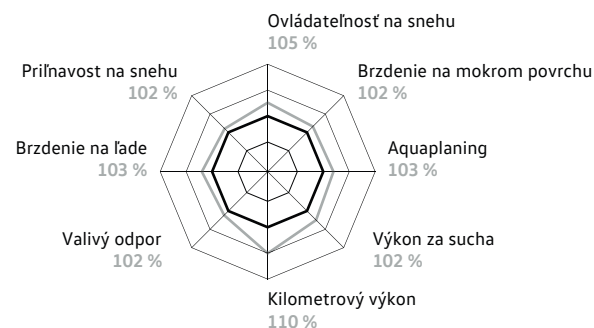 Ovládateľnosť na snehu
105 %
Priľnavost na snehu
102 %
Brzdenie na mokrom povrchu
102 %
Brzdenie na ľade
103 %
Aquaplaning
103 %
Valivý odpor
102 %
Výkon za sucha
102 %
Kilometrový výkon
110 %